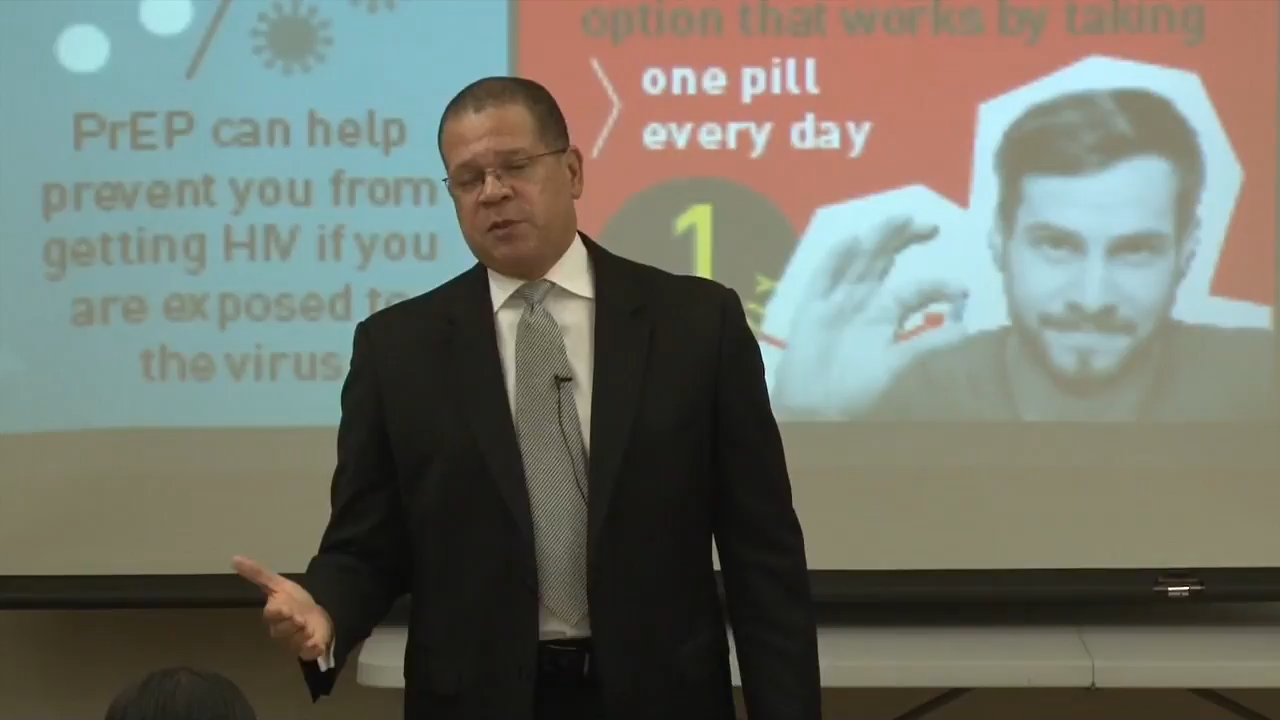 PrEP can help
prevent you from
getting HIV if you
are exposed to
the virus
option that works by taking
one pill
every day
1